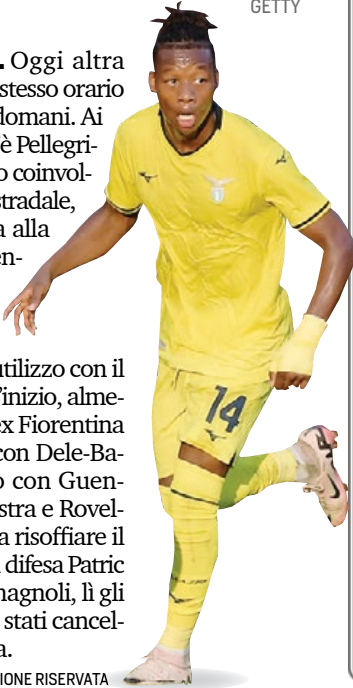 GETTY
. Oggi altra
stesso orario
domani. Ai
'è Pellegri-
o coinvol-
stradale,
a alla
en-
utilizzo con il
'inizio, alme-
ex Fiorentina
con Dele-Ba-
o con Guen-
stra e Rovel-
a risoffiare il
difesa Patric
magnoli, lì gli
stati cancel-
a.
IONE RISERVATA
14